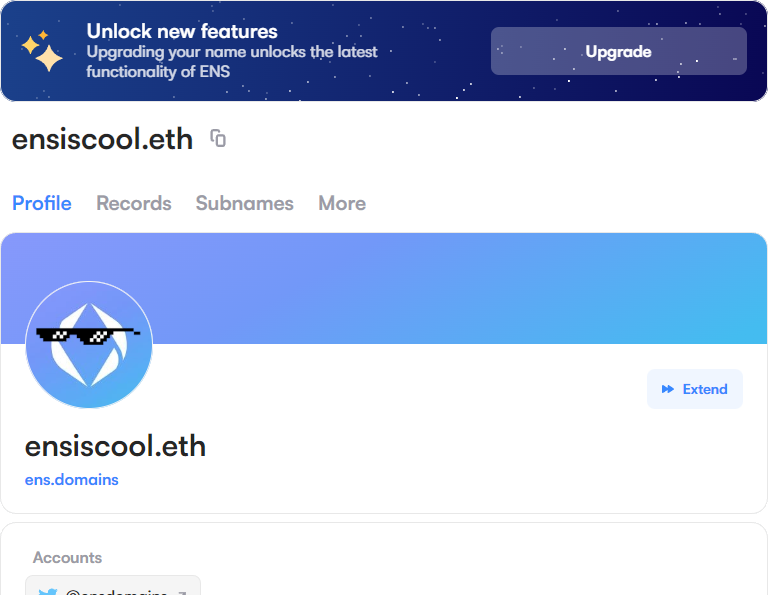 Unlock new features
Upgrading your name unlocks the latest
functionality of ENS
Upgrade
ensiscool.eth
Profile Records Subnames More
Extend
ensiscool.eth
ens.domains
Accounts
@ensdomains